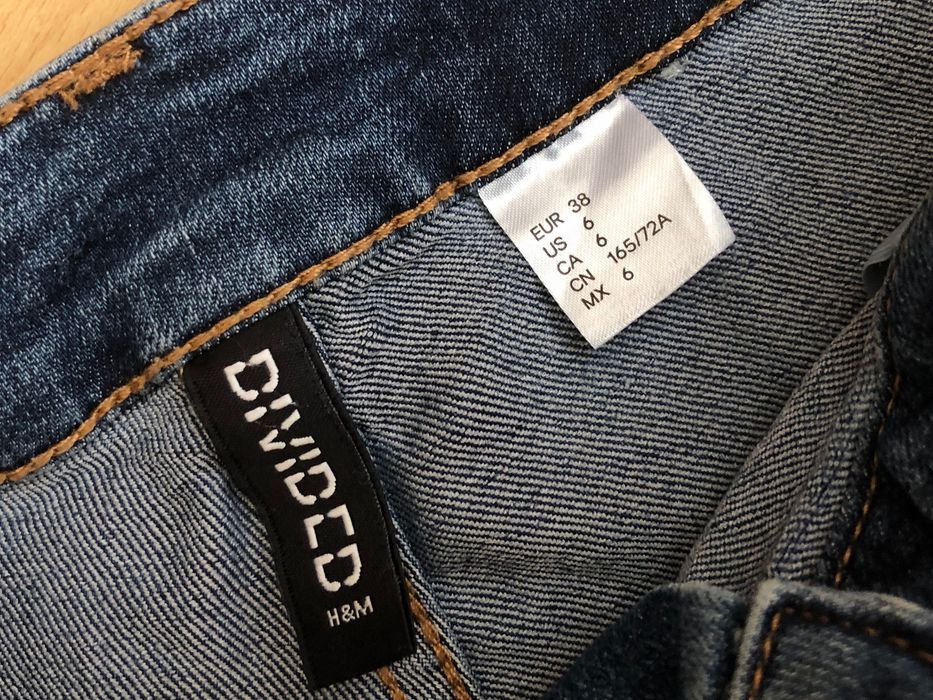 EUR 38
US 6
CA 6
CN 165/72A
MX 6
DIVIDED
H&M